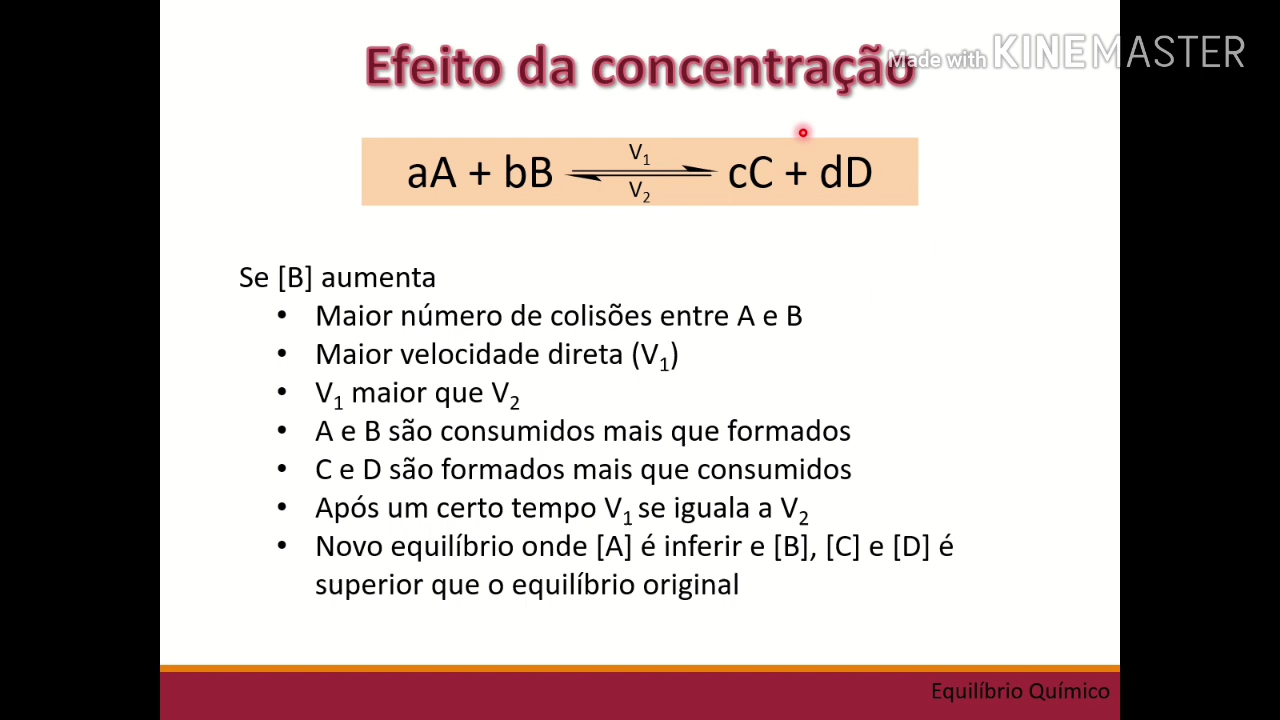 Efeito da concentração
Made with KINEMASTER
V₁
aA + bB ⇌ cC + dD
V₂
Se [B] aumenta
• Maior número de colisões entre A e B
• Maior velocidade direta (V₁)
• V₁ maior que V₂
• A e B são consumidos mais que formados
• C e D são formados mais que consumidos
• Após um certo tempo V₁ se iguala a V₂
• Novo equilíbrio onde [A] é inferir e [B], [C] e [D] é
superior que o equilíbrio original
Equilíbrio Químico